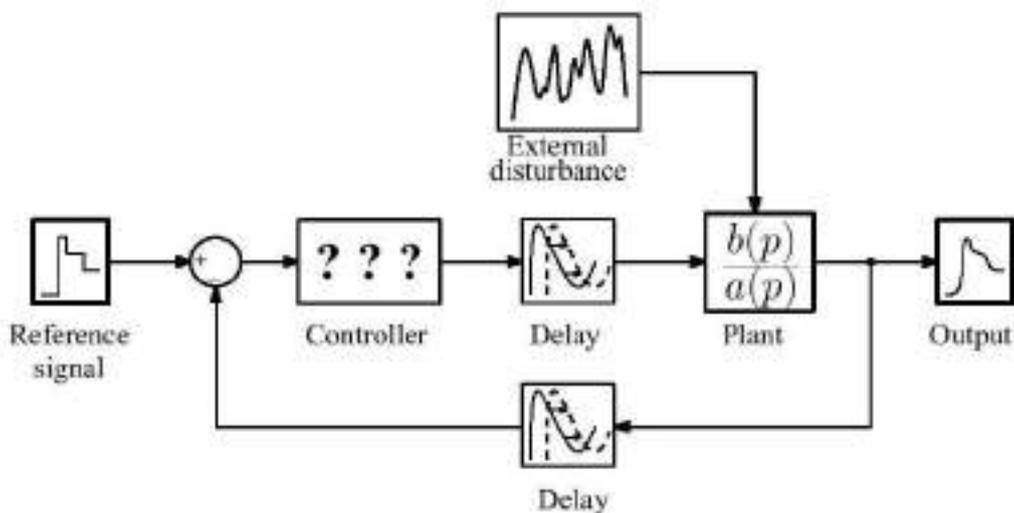 External
disturbance
+
-
? ? ?
b(p)
a(p)
Reference
signal
Controller
Delay
Plant
Output
Delay